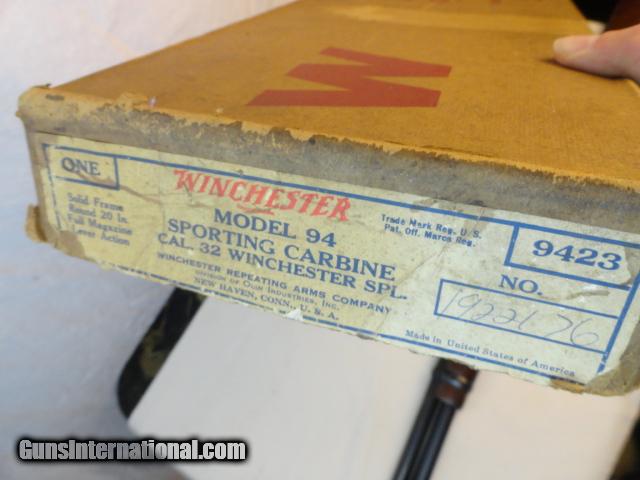 W
ONE
Solid Frame
Round 20 In.
Full Magazine
Lever Action
WINCHESTER
MODEL 94
SPORTING CARBINE
CAL. 32 WINCHESTER SPL.
WINCHESTER REPEATING ARMS COMPANY
DIVISION OF OLIN INDUSTRIES, INC.
NEW HAVEN, CONN., U. S. A.
Trade Mark Reg. U. S.
Pat. Off. Marca Reg.
9423
NO.
1922176
Made in United States of America
GunsInternational.com